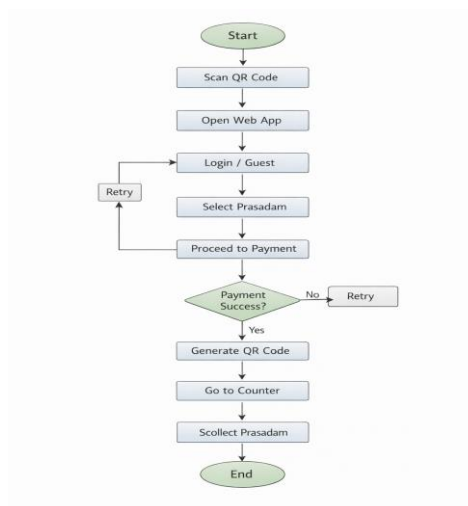 Start
Scan QR Code
Open Web App
Login / Guest
Retry
Select Prasadam
Proceed to Payment
Payment
Success?
No
Retry
Yes
Generate QR Code
Go to Counter
Scollect Prasadam
End